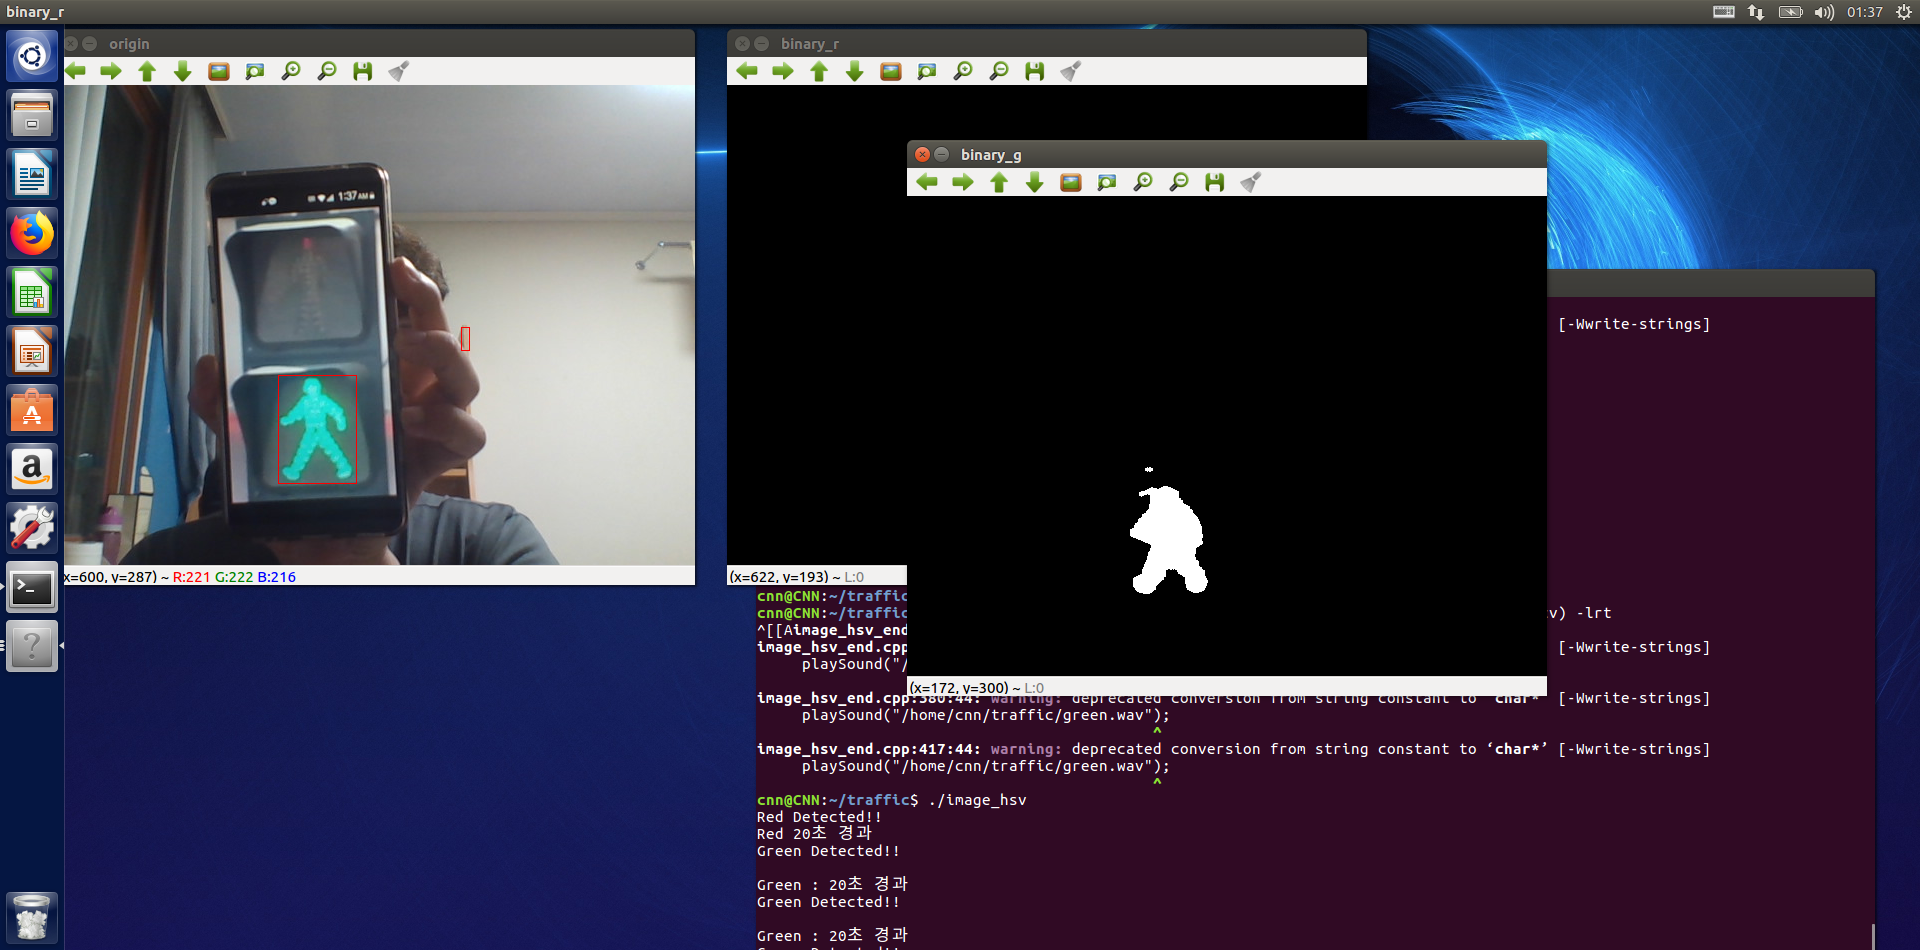 binary_r
01:37
origin
binary_r
binary_g
1:37 AM
[-Wwrite-strings]
x=600, y=287) ~ R:221 G:222 B:216
(x=622, y=193) ~ L:0
cnn@CNN:~/traffic
cnn@CNN:~/traffic
v) -lrt
^[[Aimage_hsv_end
image_hsv_end.cp
[-Wwrite-strings]
playSound("/
(x=172, y=300) ~ L:0
image_hsv_end.cpp:380:44: warning: deprecated conversion from string constant to ‘char*’ [-Wwrite-strings]
playSound("/home/cnn/traffic/green.wav");
^
image_hsv_end.cpp:417:44: warning: deprecated conversion from string constant to ‘char*’ [-Wwrite-strings]
playSound("/home/cnn/traffic/green.wav");
^
cnn@CNN:~/traffic$ ./image_hsv
Red Detected!!
Red 20초 경과
Green Detected!!
Green : 20초 경과
Green Detected!!
Green : 20초 경과